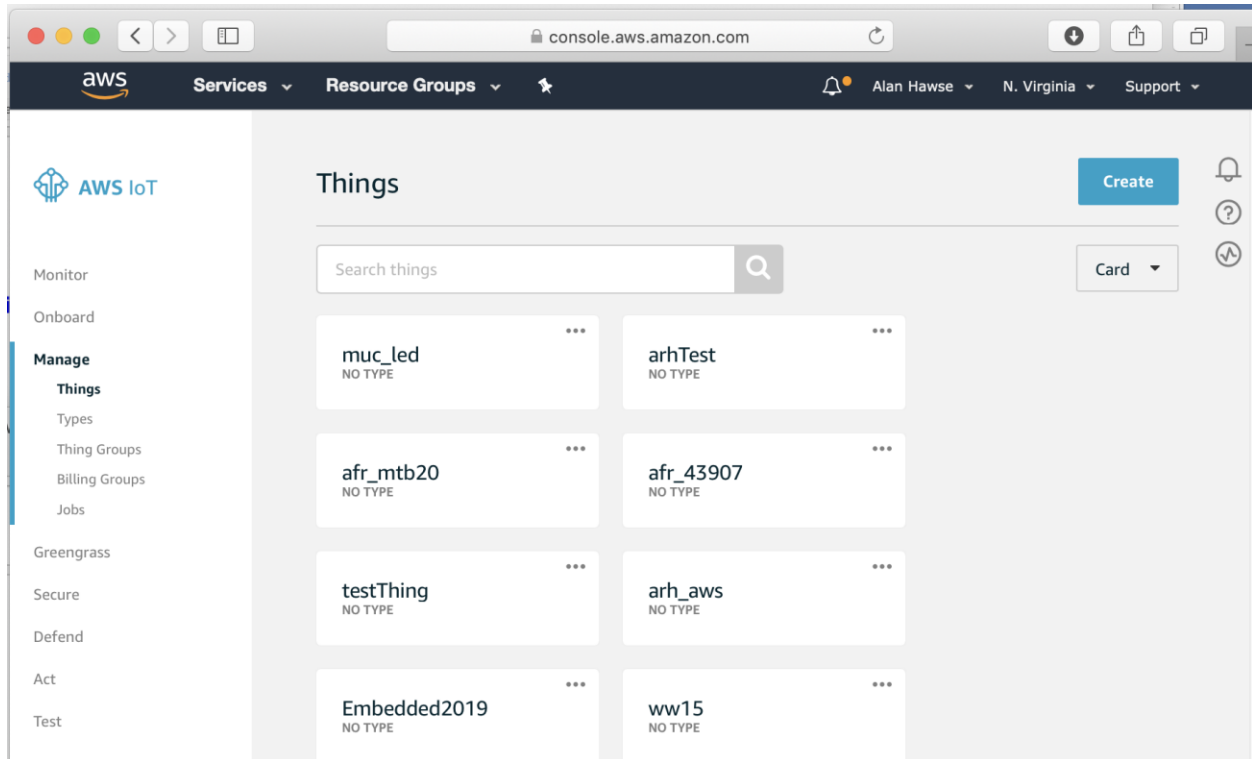 console.aws.amazon.com
aws Services Resource Groups Alan Hawse N. Virginia Support
AWS IoT
Things
Create
Search things
Card
Monitor
Onboard
Manage
Things
Types
Thing Groups
Billing Groups
Jobs
Greengrass
Secure
Defend
Act
Test
muc_led
NO TYPE
arhTest
NO TYPE
afr_mtb20
NO TYPE
afr_43907
NO TYPE
testThing
NO TYPE
arh_aws
NO TYPE
Embedded2019
NO TYPE
ww15
NO TYPE